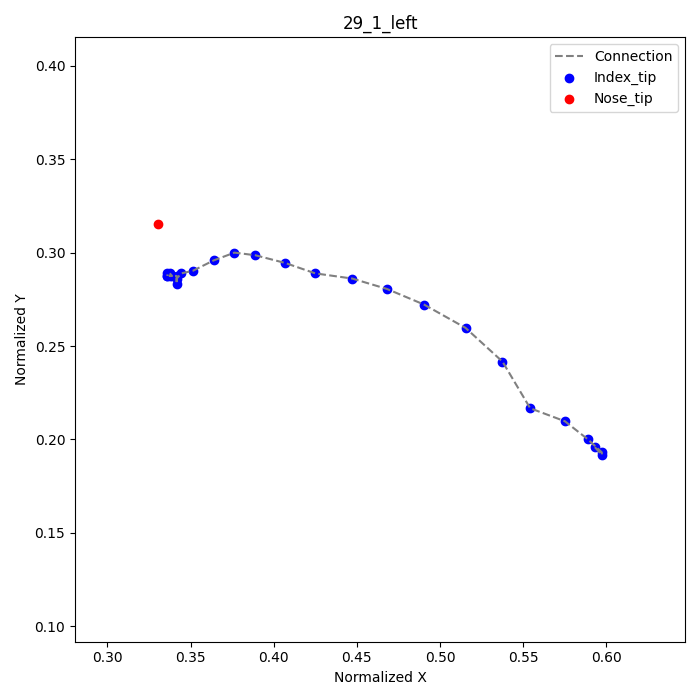 29_1_left
Connection
Index_tip
Nose_tip
0.40
0.35
0.30
0.25
0.20
0.15
0.10
Normalized Y
0.30 0.35 0.40 0.45 0.50 0.55 0.60
Normalized X